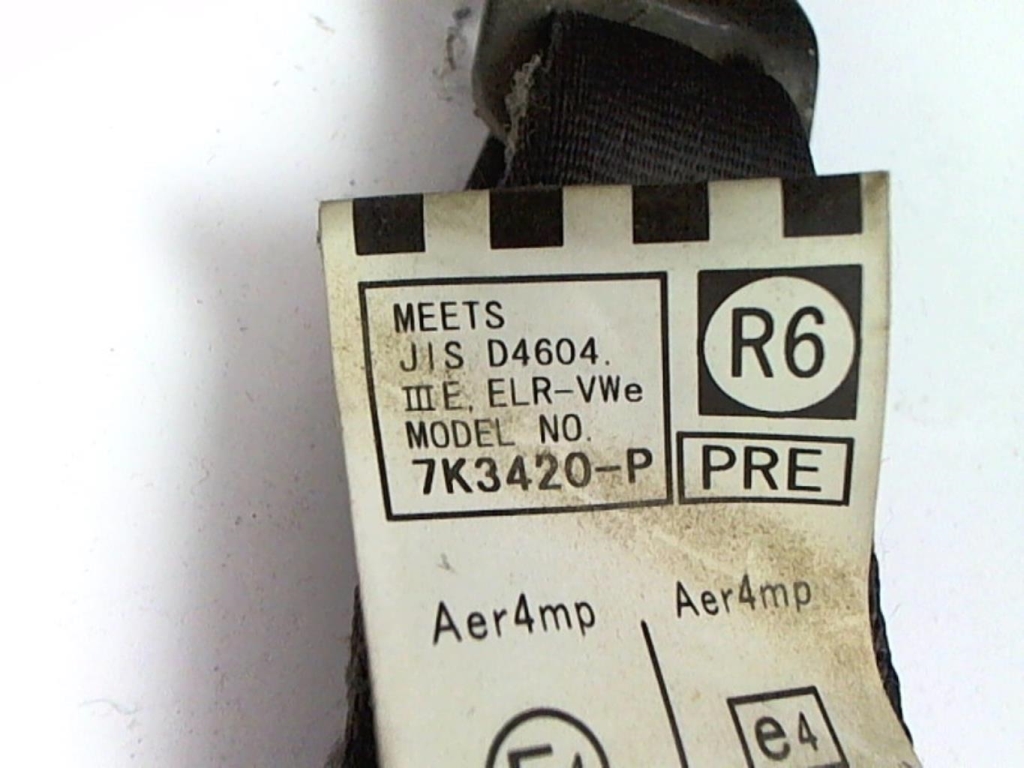 MEETS
JIS D4604.
ⅢE, ELR-VWe
MODEL NO.
7K3420-P
R6
PRE
Aer4mp
Aer4mp
e4